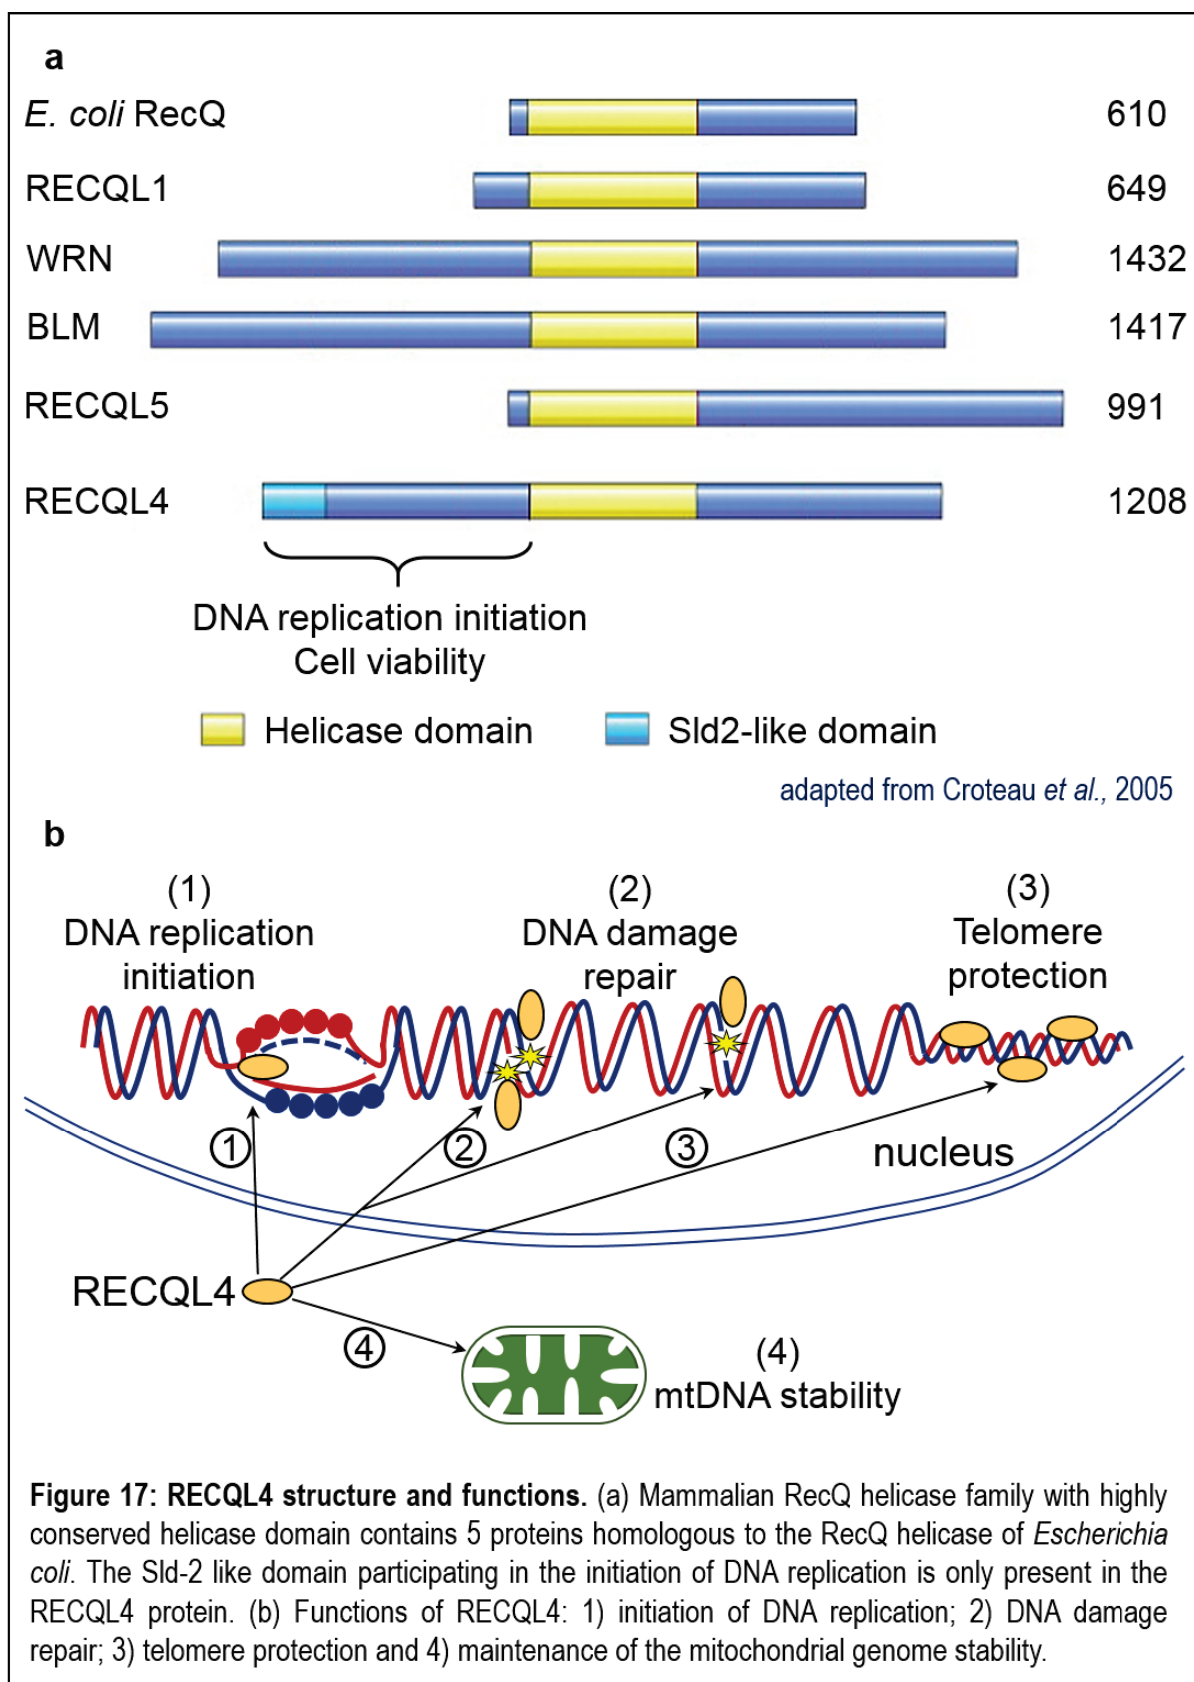 a
E. coli RecQ 610
RECQL1 649
WRN 1432
BLM 1417
RECQL5 991
RECQL4 1208
DNA replication initiation
Cell viability
Helicase domain Sld2-like domain
adapted from Croteau et al., 2005
b
(1) (2) (3)
DNA replication DNA damage Telomere
initiation repair protection
1 2 3 nucleus
RECQL4
4 (4)
mtDNA stability
Figure 17: RECQL4 structure and functions. (a) Mammalian RecQ helicase family with highly
conserved helicase domain contains 5 proteins homologous to the RecQ helicase of Escherichia
coli. The Sld-2 like domain participating in the initiation of DNA replication is only present in the
RECQL4 protein. (b) Functions of RECQL4: 1) initiation of DNA replication; 2) DNA damage
repair; 3) telomere protection and 4) maintenance of the mitochondrial genome stability.